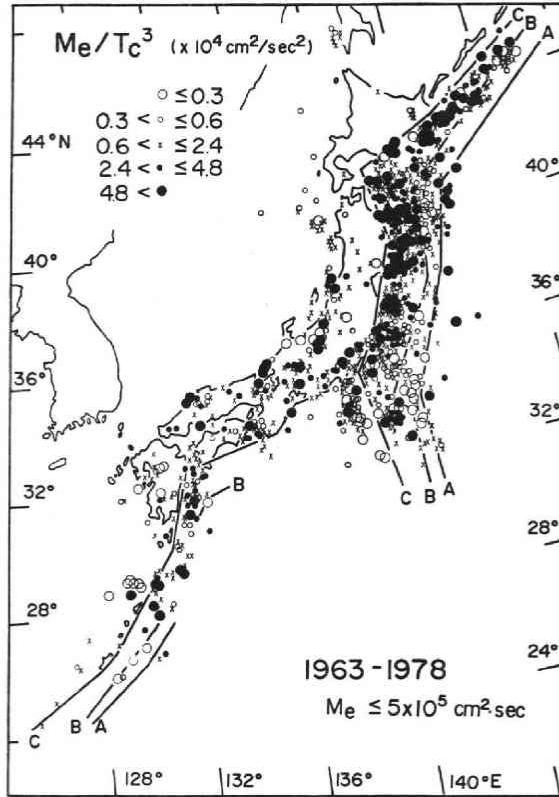 Me/Tc³ (x10⁴cm²/sec²)
○≤0.3
0.3 < ○ ≤0.6
0.6 < x ≤2.4
2.4 < • ≤4.8
4.8 < ●
C B A
44°N
40°
36°
32°
28°
40°
36°
32°
28°
24°
B
C B A
C B A
1963-1978
Me ≤ 5x10⁵ cm²·sec
128° 132° 136° 140°E